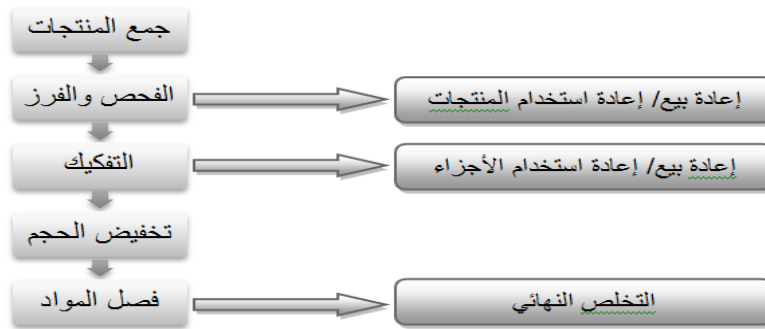 جمع المنتجات
الفحص والفرز
إعادة بيع/ إعادة استخدام المنتجات
التفكيك
إعادة بيع/ إعادة استخدام الأجزاء
تخفيض الحجم
فصل المواد
التخلص النهائي